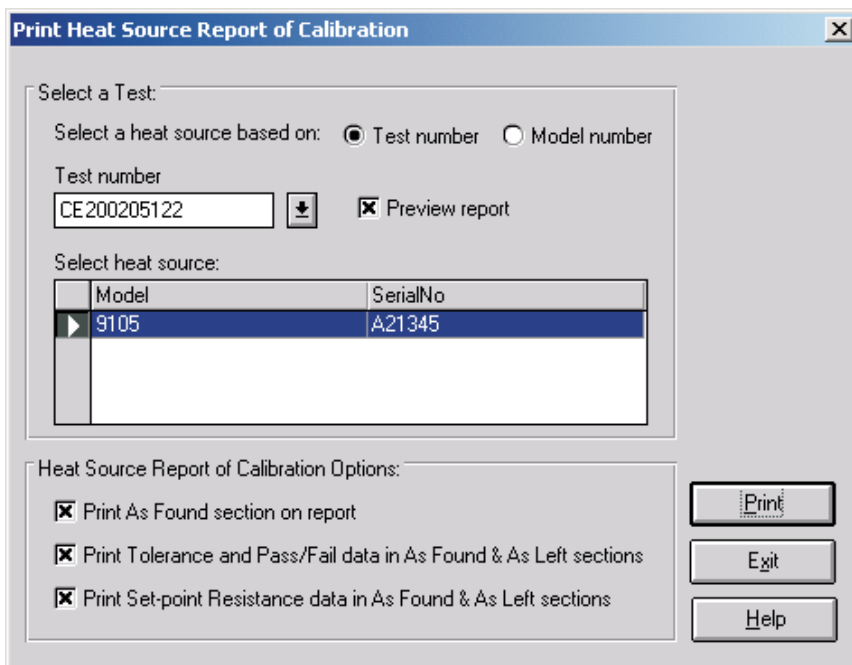 Print Heat Source Report of Calibration
Select a Test:
Select a heat source based on: Test number Model number
Test number
CE200205122 Preview report
Select heat source:
Model SerialNo
9105 A21345
Heat Source Report of Calibration Options:
Print As Found section on report
Print Tolerance and Pass/Fail data in As Found & As Left sections
Print Set-point Resistance data in As Found & As Left sections
Print
Exit
Help